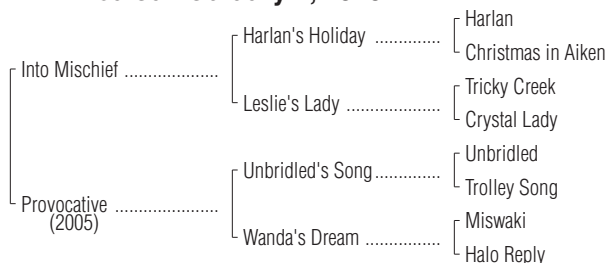 Harlan
Harlan's Holiday ..................
Christmas in Aiken
Into Mischief .....................
Tricky Creek
Leslie's Lady .....................
Crystal Lady
Unbridled
Unbridled's Song...............
Trolley Song
Provocative .......................
(2005)
Miswaki
Wanda's Dream .................
Halo Reply